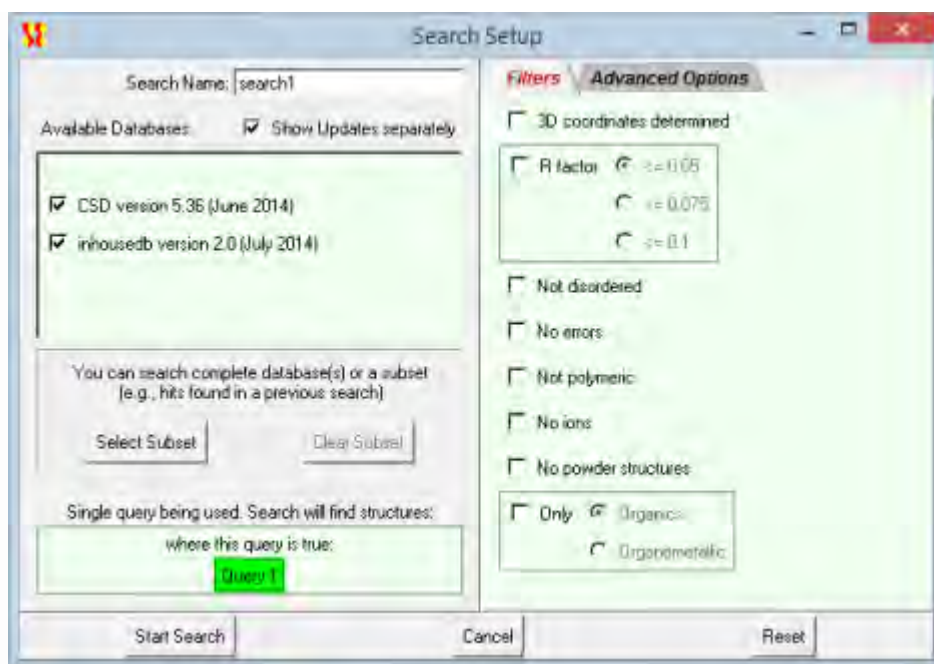 Search Setup
Search Name: search1
Available Databases
Show Updates separately
CSD version 5.36 (June 2014)
inhousedb version 2.0 (July 2014)
You can search complete database(s) or a subset
(e.g., hits found in a previous search)
Select Subset
Clear Subset
Single query being used. Search will find structures:
where this query is true:
Query 1
Filters
Advanced Options
3D coordinates determined
R factor
<= 0.05
<= 0.075
<= 0.1
Not disordered
No errors
Not polymeric
No ions
No powder structures
Only
Organics
Organometallic
Start Search
Cancel
Reset